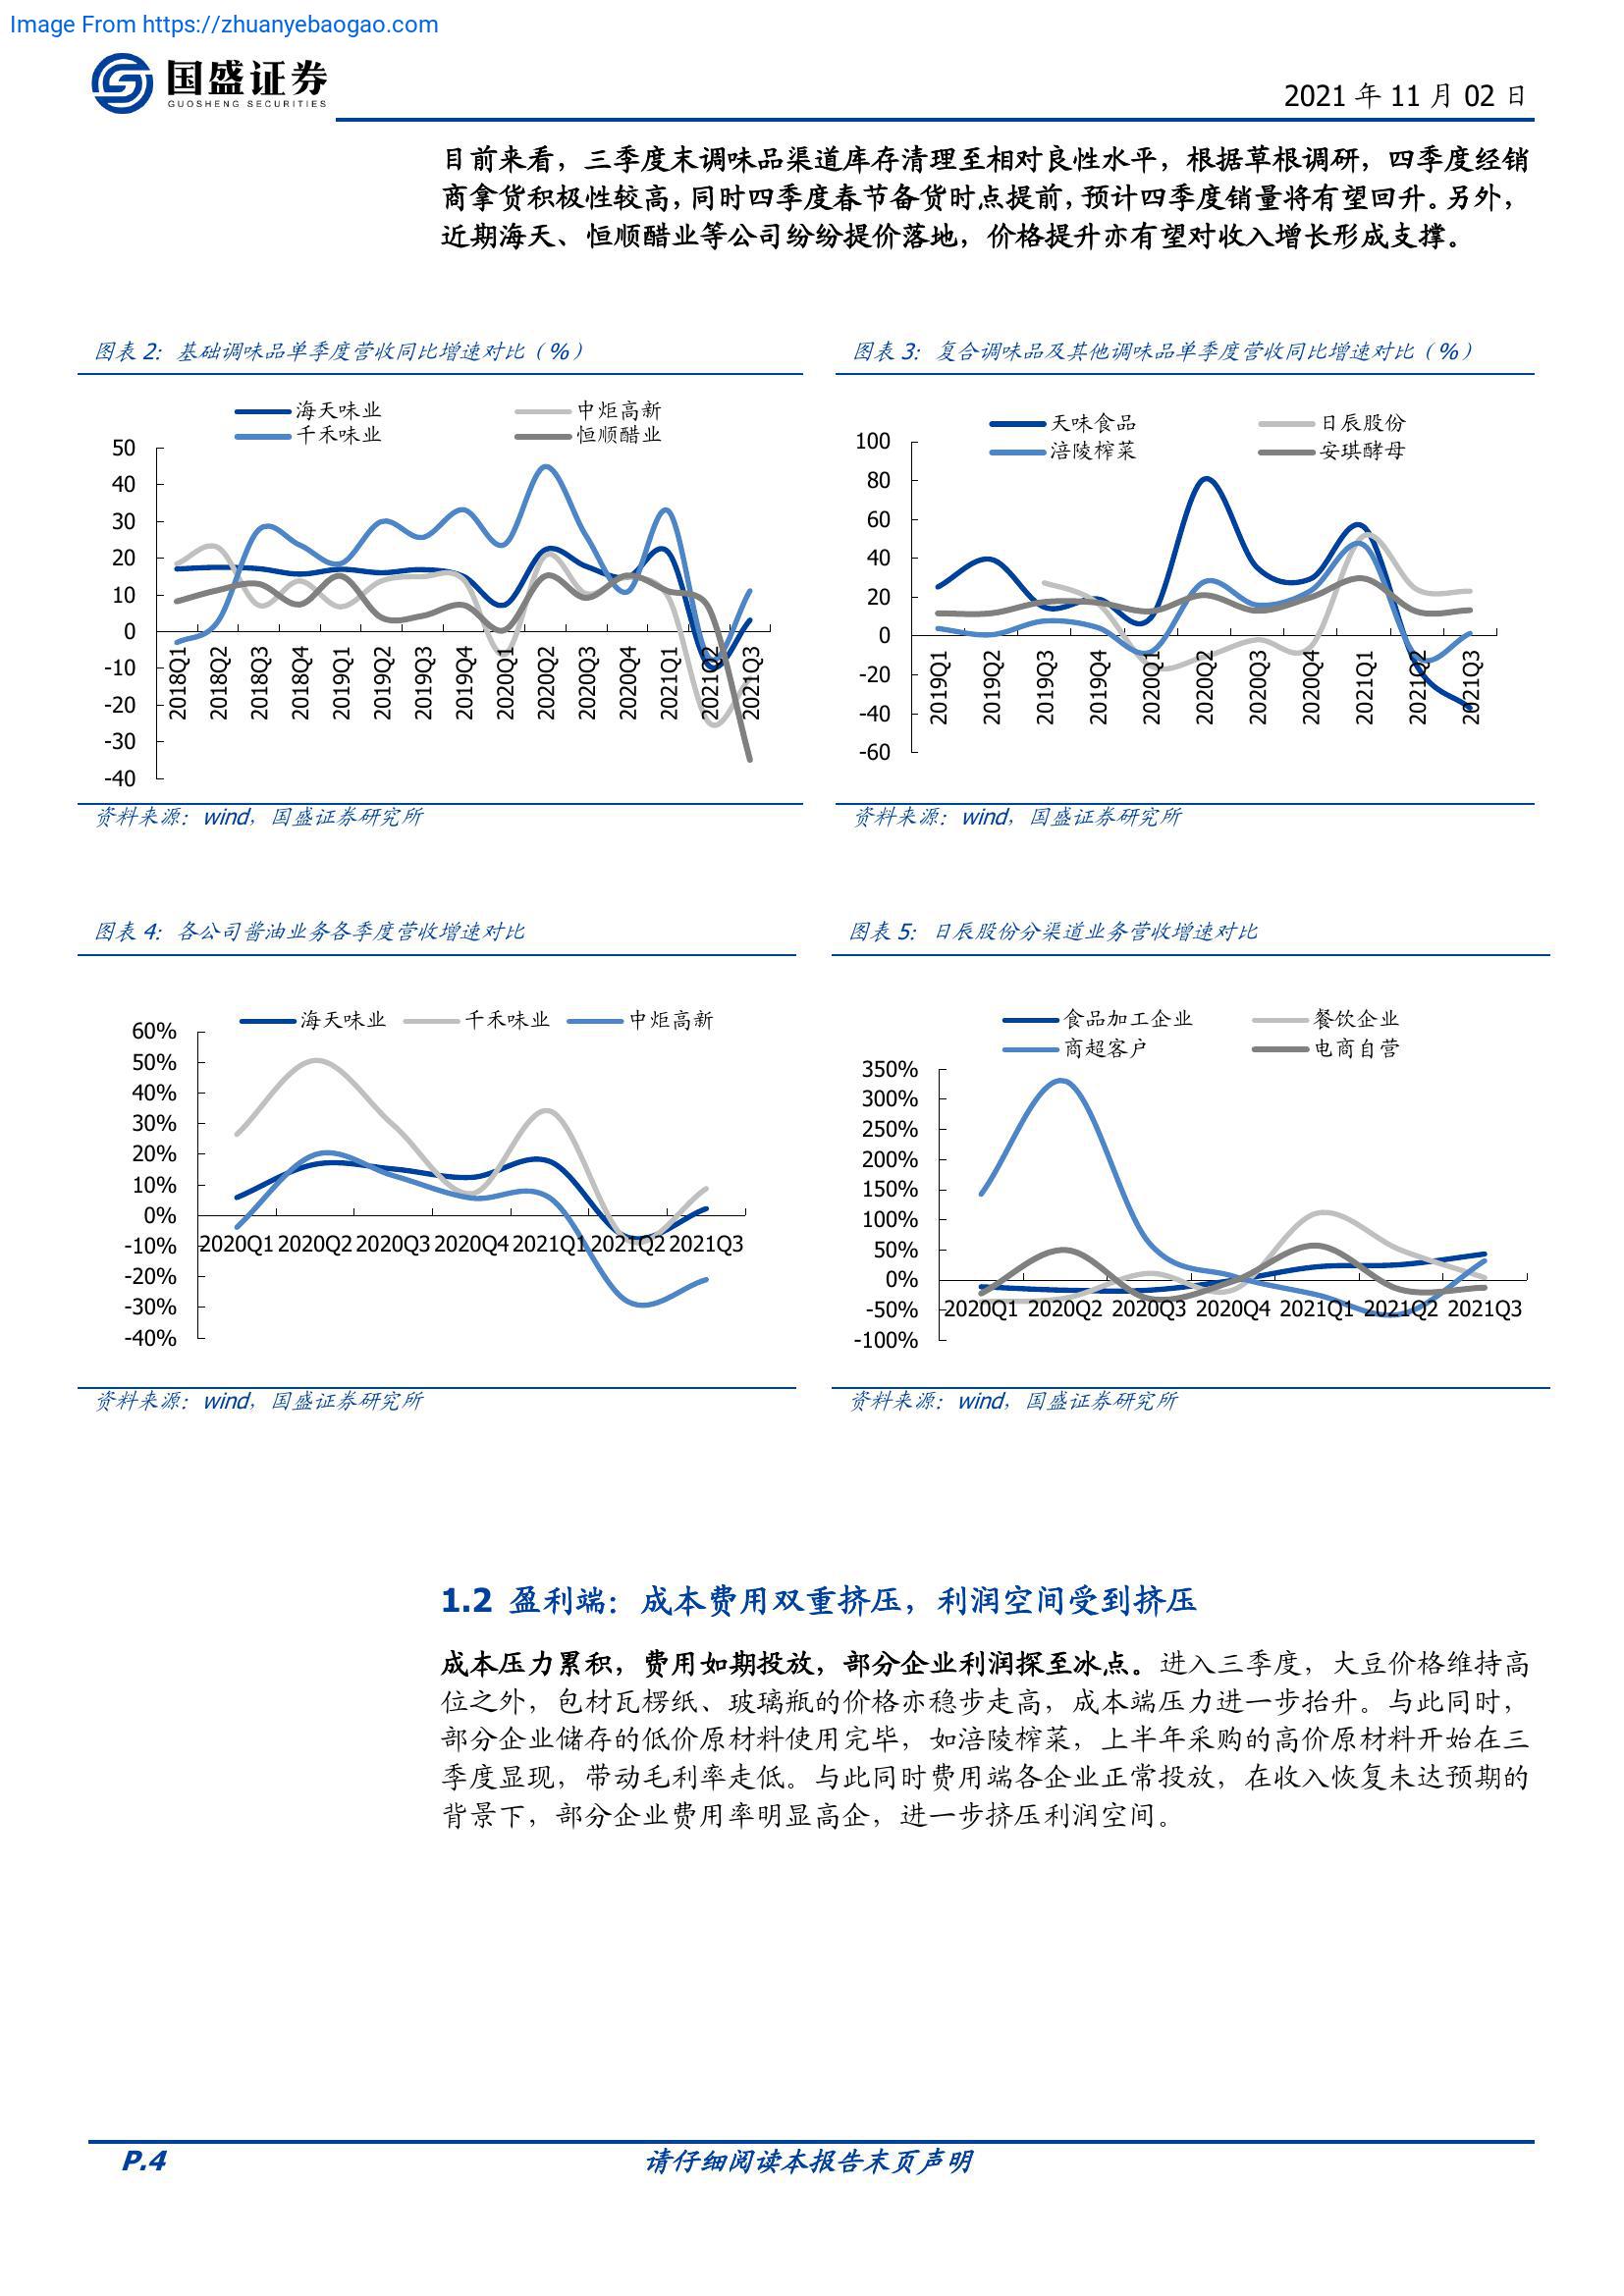 Image From https://zhuanyebaogao.com
国盛证券
GUOSHENG SECURITIES
2021 年 11 月 02 日
目前来看，三季度末调味品渠道库存清理至相对良性水平，根据草根调研，四季度经销
商拿货积极性较高，同时四季度春节备货时点提前，预计四季度销量将有望回升。另外，
近期海天、恒顺醋业等公司纷纷提价落地，价格提升亦有望对收入增长形成支撑。
图表 2：基础调味品单季度营收同比增速对比（%）
海天味业 中炬高新
千禾味业 恒顺醋业
50
40
30
20
10
0
-10
-20
-30
-40
2018Q1 2018Q2 2018Q3 2018Q4 2019Q1 2019Q2 2019Q3 2019Q4 2020Q1 2020Q2 2020Q3 2020Q4 2021Q1 2021Q2 2021Q3
资料来源：wind，国盛证券研究所
图表 3：复合调味品及其他调味品单季度营收同比增速对比（%）
天味食品 日辰股份
涪陵榨菜 安琪酵母
100
80
60
40
20
0
-20
-40
-60
2019Q1 2019Q2 2019Q3 2019Q4 2020Q1 2020Q2 2020Q3 2020Q4 2021Q1 2021Q2 2021Q3
资料来源：wind，国盛证券研究所
图表 4：各公司酱油业务各季度营收增速对比
海天味业 千禾味业 中炬高新
60%
50%
40%
30%
20%
10%
0%
-10%
-20%
-30%
-40%
2020Q1 2020Q2 2020Q3 2020Q4 2021Q1 2021Q2 2021Q3
资料来源：wind，国盛证券研究所
图表 5：日辰股份分渠道业务营收增速对比
食品加工企业 餐饮企业
商超客户 电商自营
350%
300%
250%
200%
150%
100%
50%
0%
-50%
-100%
2020Q1 2020Q2 2020Q3 2020Q4 2021Q1 2021Q2 2021Q3
资料来源：wind，国盛证券研究所
1.2 盈利端：成本费用双重挤压，利润空间受到挤压
成本压力累积，费用如期投放，部分企业利润探至冰点。进入三季度，大豆价格维持高
位之外，包材瓦楞纸、玻璃瓶的价格亦稳步走高，成本端压力进一步抬升。与此同时，
部分企业储存的低价原材料使用完毕，如涪陵榨菜，上半年采购的高价原材料开始在三
季度显现，带动毛利率走低。与此同时费用端各企业正常投放，在收入恢复未达预期的
背景下，部分企业费用率明显高企，进一步挤压利润空间。
P.4
请仔细阅读本报告末页声明